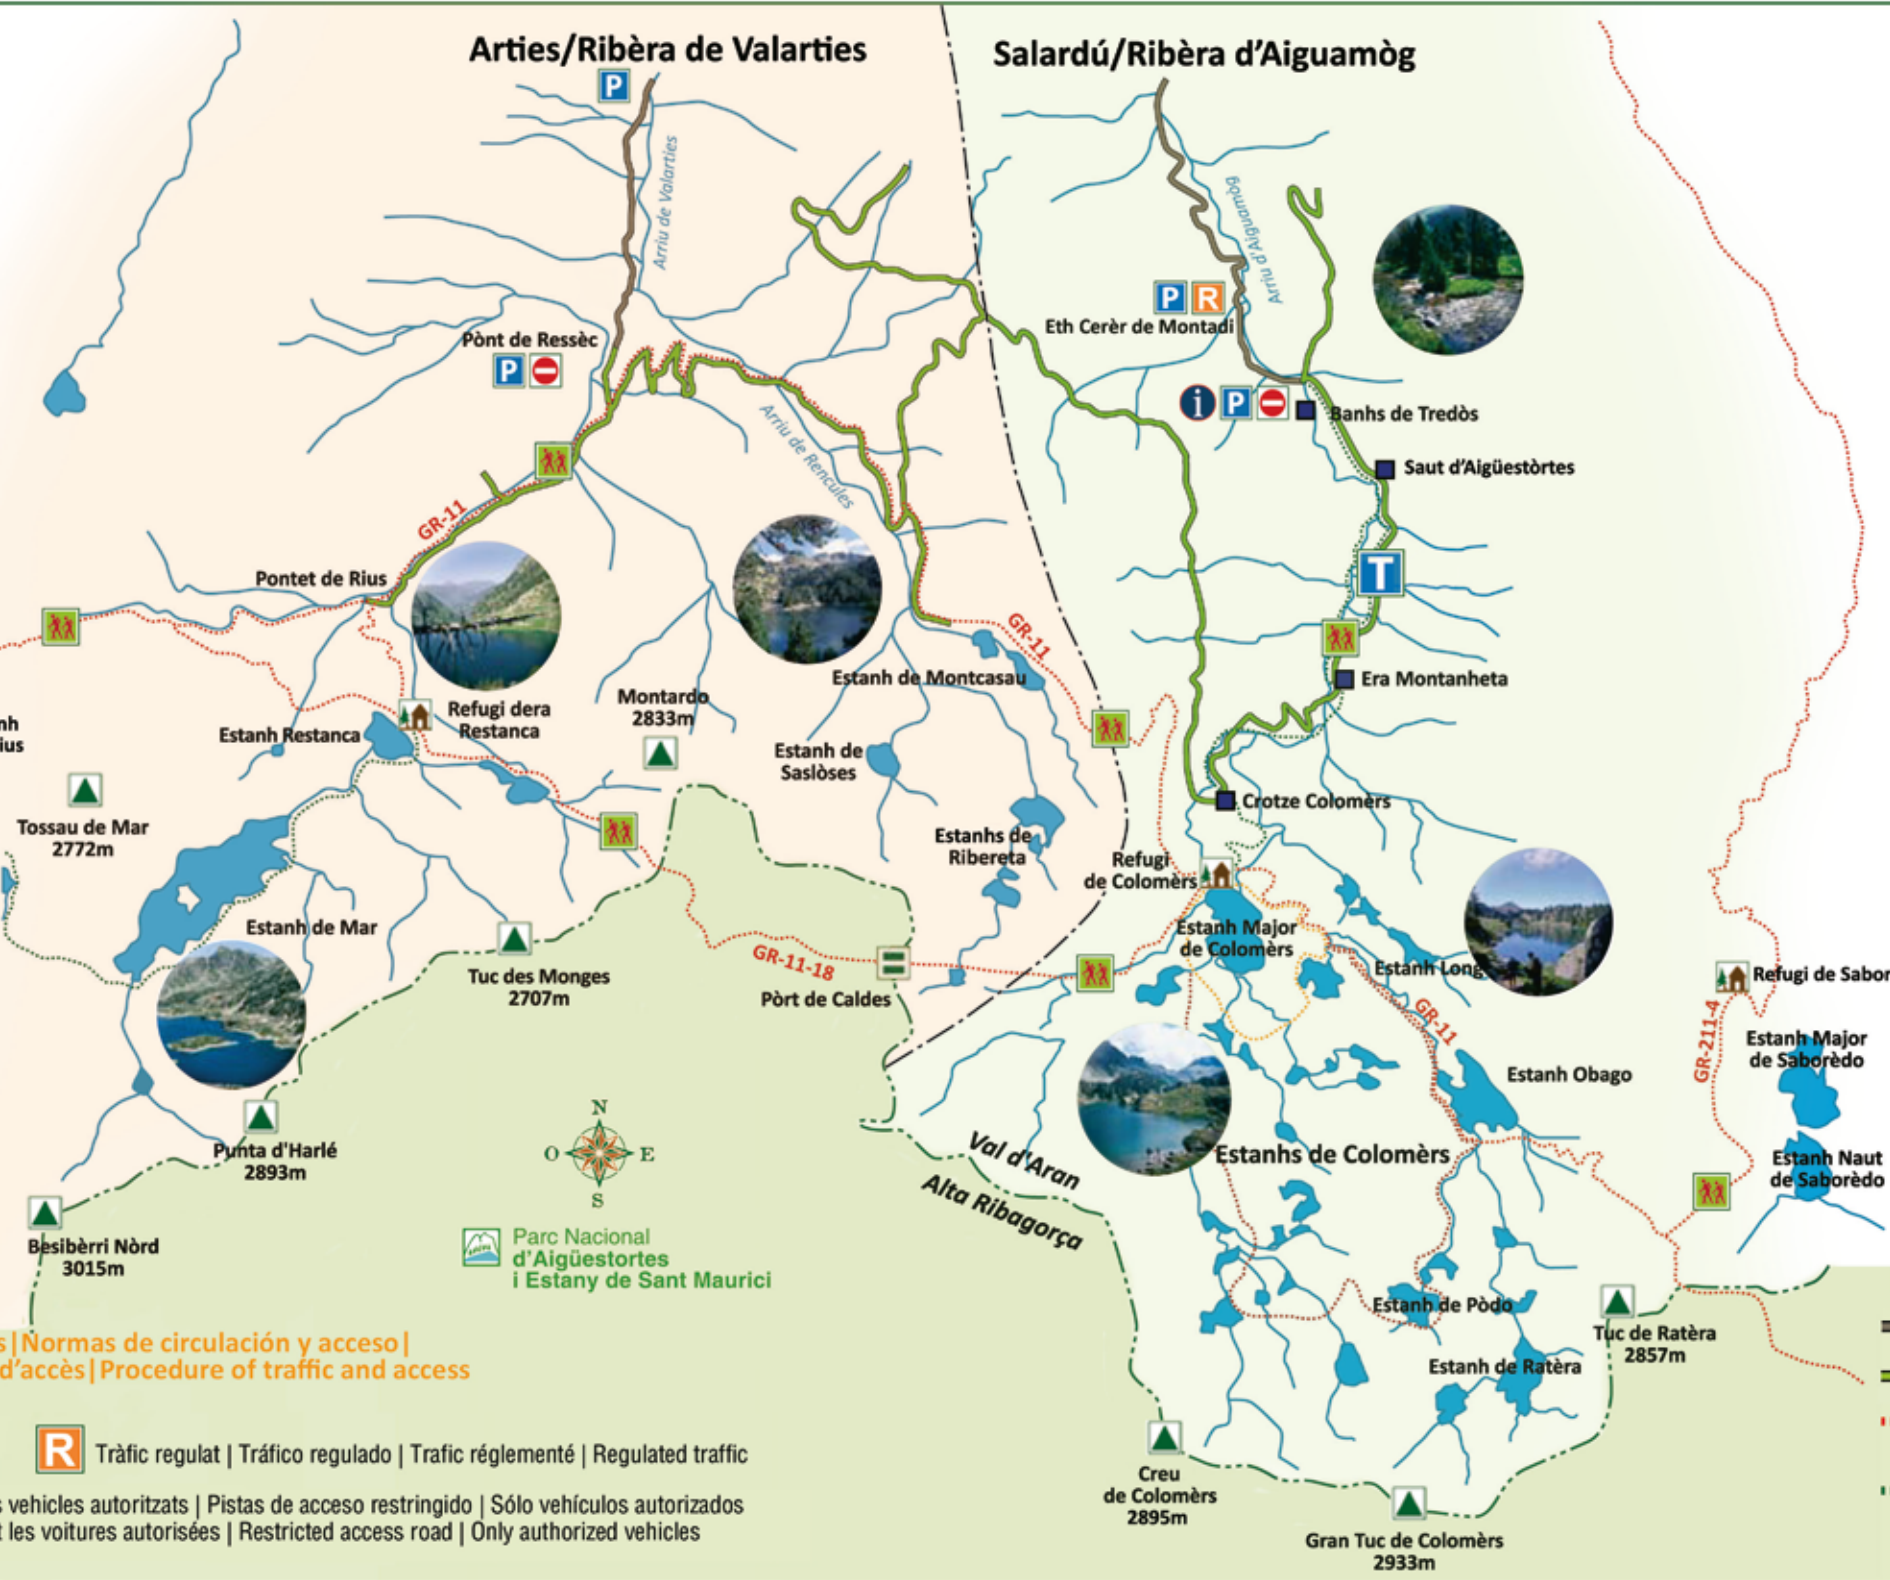 Arties/Ribèra de Valarties
Salardú/Ribèra d'Aiguamòg
P
Arriu de Valarties
Arriu d'Aiguamòg
P R
Eth Cerèr de Montadi
Pònt de Ressèc
P
i P
Banhs de Tredòs
Arriu de Rencules
Saut d'Aigüestòrtes
GR-11
T
Pontet de Rius
GR-11
Estanh de Montcasau
Era Montanheta
Refugi dera
Restanca
Montardo
2833m
Estanh Restanca
Estanh de
Saslòses
Tossau de Mar
2772m
Crotze Colomèrs
Estanhs de
Ribereta
Refugi
de Colomèrs
Estanh de Mar
Estanh Major
de Colomèrs
Estanh Long
GR-11-18
Tuc des Monges
2707m
Pòrt de Caldes
Refugi de Sabor
GR-11
GR-211-4
Estanh Major
de Saborèdo
Estanh Obago
N
O E
S
Punta d'Harlé
2893m
Val d'Aran
Alta Ribagorça
Estanhs de Colomèrs
Estanh Naut
de Saborèdo
Besibèrri Nòrd
3015m
Parc Nacional
d'Aigüestortes
i Estany de Sant Maurici
Estanh de Pòdo
Tuc de Ratèra
2857m
Estanh de Ratèra
s|Normas de circulación y acceso|
d'accès|Procedure of traffic and access
R Tràfic regulat | Tráfico regulado | Trafic réglementé | Regulated traffic
Creu
de Colomèrs
2895m
s vehicles autoritzats | Pistas de acceso restringido | Sólo vehículos autorizados
t les voitures autorisées | Restricted access road | Only authorized vehicles
Gran Tuc de Colomèrs
2933m